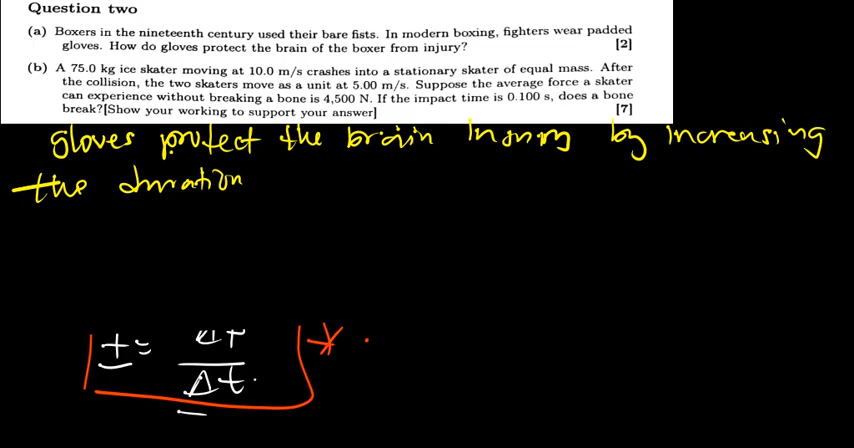 Question two
(a) Boxers in the nineteenth century used their bare fists. In modern boxing, fighters wear padded
gloves. How do gloves protect the brain of the boxer from injury? [2]
(b) A 75.0 kg ice skater moving at 10.0 m/s crashes into a stationary skater of equal mass. After
the collision, the two skaters move as a unit at 5.00 m/s. Suppose the average force a skater
can experience without breaking a bone is 4,500 N. If the impact time is 0.100 s, does a bone
break?[Show your working to support your answer] [7]
gloves protect the brain by increasing
the duration
Δt